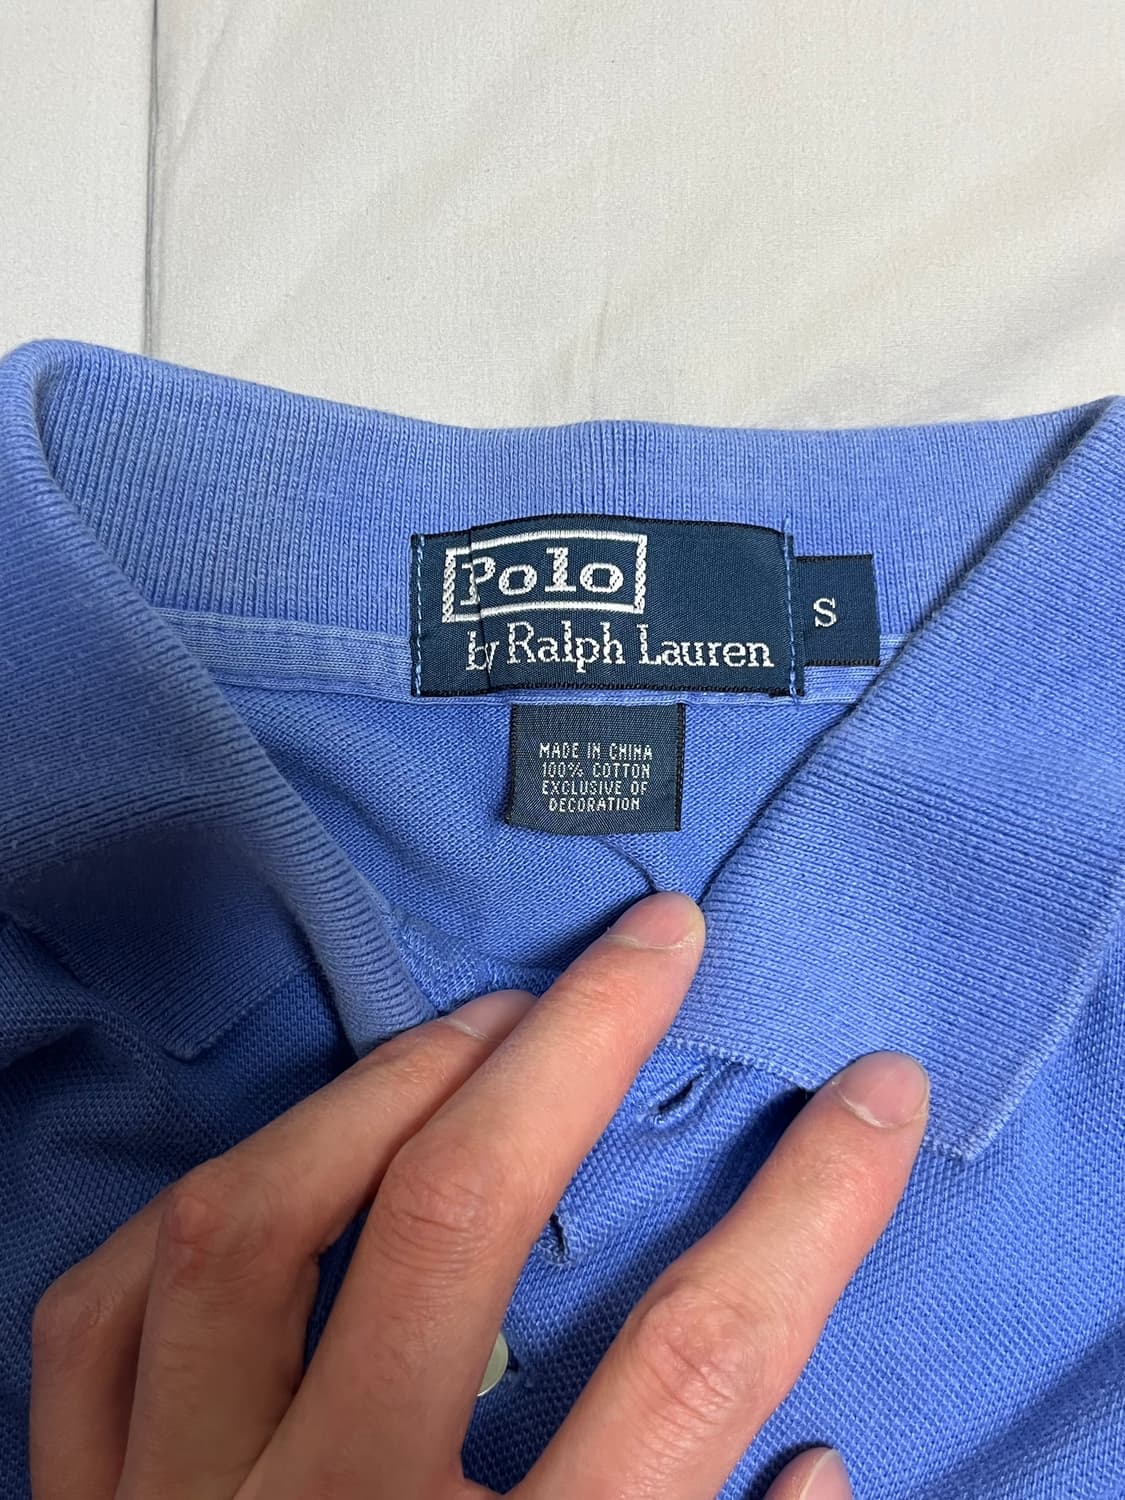 Polo
by Ralph Lauren
S
MADE IN CHINA
100% COTTON
EXCLUSIVE OF
DECORATION